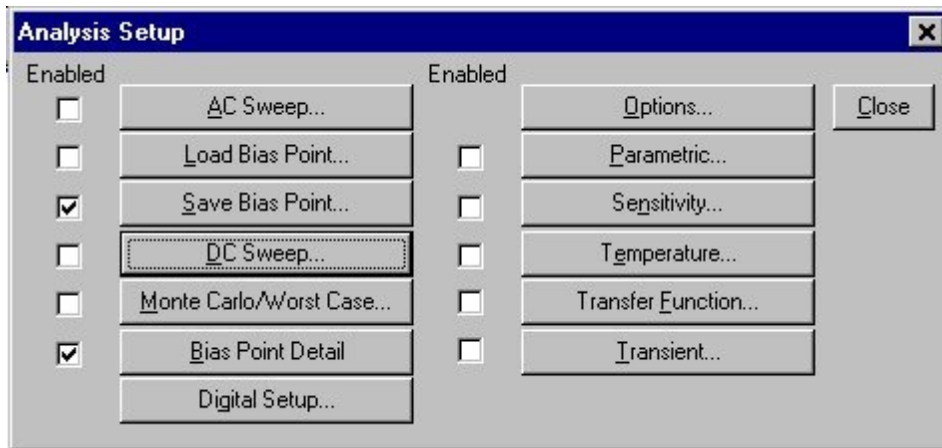 Analysis Setup
Enabled Enabled
AC Sweep... Options... Close
Load Bias Point... Parametric...
Save Bias Point... Sensitivity...
DC Sweep... Temperature...
Monte Carlo/Worst Case... Transfer Function...
Bias Point Detail Transient...
Digital Setup...